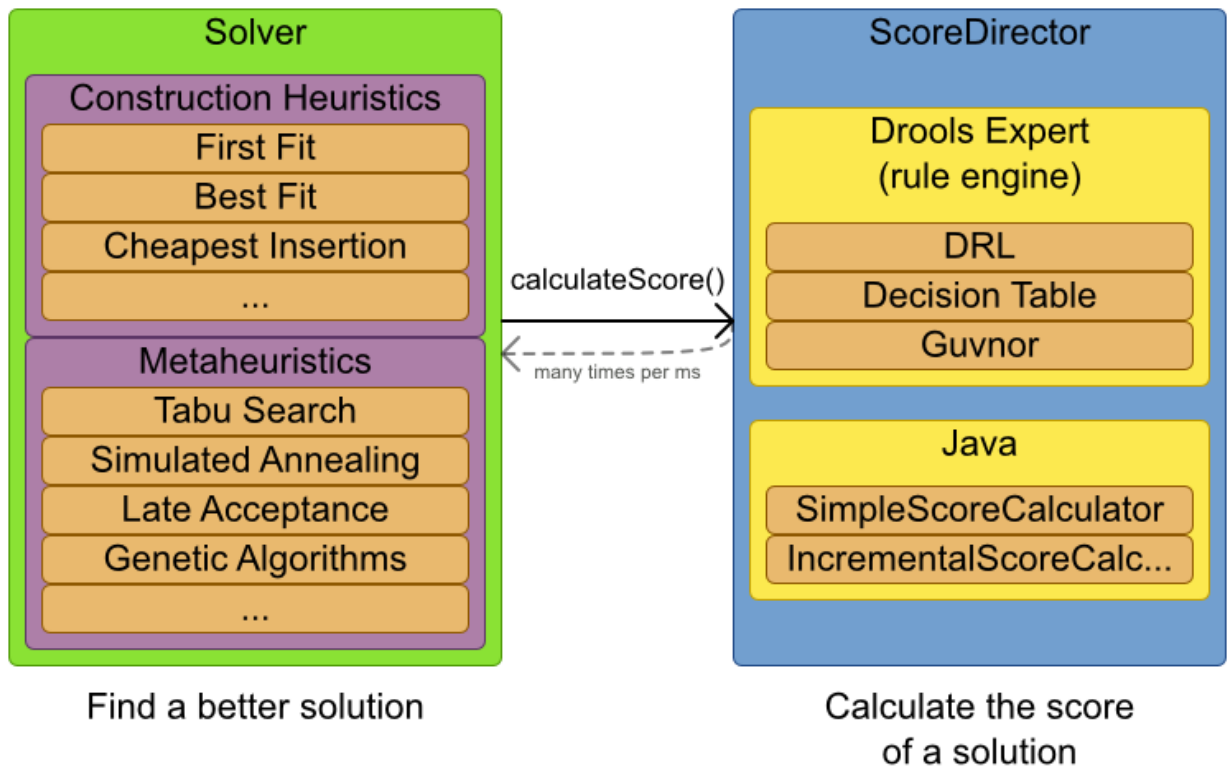 Solver
Construction Heuristics
First Fit
Best Fit
Cheapest Insertion
...
Metaheuristics
Tabu Search
Simulated Annealing
Late Acceptance
Genetic Algorithms
...
Find a better solution
calculateScore()
many times per ms
ScoreDirector
Drools Expert
(rule engine)
DRL
Decision Table
Guvnor
Java
SimpleScoreCalculator
IncrementalScoreCalc...
Calculate the score
of a solution